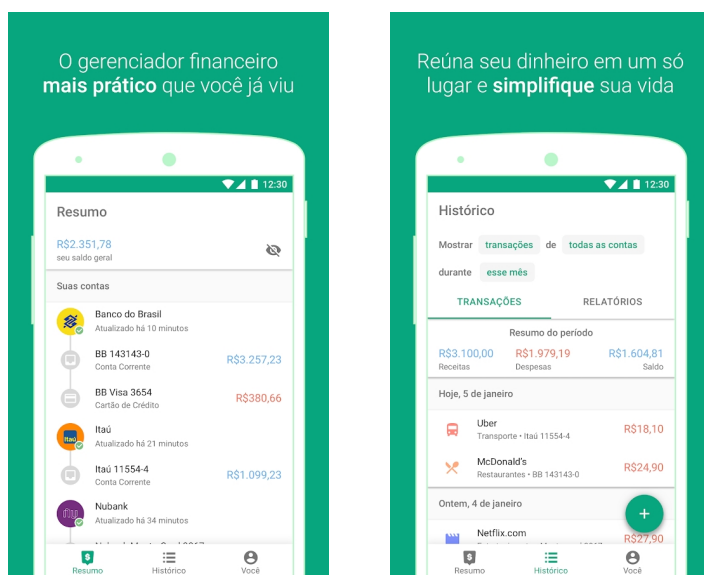 O gerenciador financeiro
mais prático que você já viu
12:30
Resumo
R$2.351,78
seu saldo geral
Suas contas
Banco do Brasil
Atualizado há 10 minutos
BB 143143-0
Conta Corrente
R$3.257,23
BB Visa 3654
Cartão de Crédito
R$380,66
Itaú
Itaú
Atualizado há 21 minutos
Itaú 11554-4
Conta Corrente
R$1.099,23
nu
Nubank
Atualizado há 34 minutos
Resumo
Histórico
Você
Reúna seu dinheiro em um só
lugar e simplifique sua vida
12:30
Histórico
Mostrar transações de todas as contas
durante esse mês
TRANSAÇÕES RELATÓRIOS
Resumo do período
R$3.100,00 R$1.979,19 R$1.604,81
Receitas Despesas Saldo
Hoje, 5 de janeiro
Uber
Transporte • Itaú 11554-4
R$18,10
McDonald's
Restaurantes • BB 143143-0
R$24,90
Ontem, 4 de janeiro
Netflix.com
R$27,90
Resumo
Histórico
Você